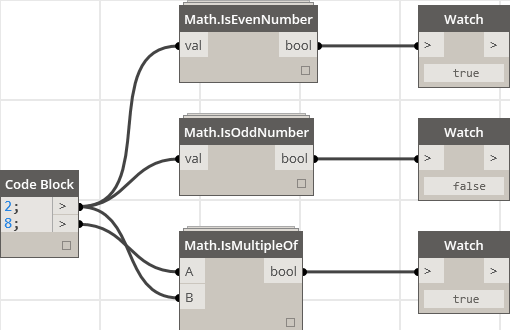 Math.IsEvenNumber
val bool
Watch
> >
true
Math.IsOddNumber
val bool
Watch
> >
false
Code Block
2; >
8; >
Math.IsMultipleOf
A bool
B
Watch
> >
true